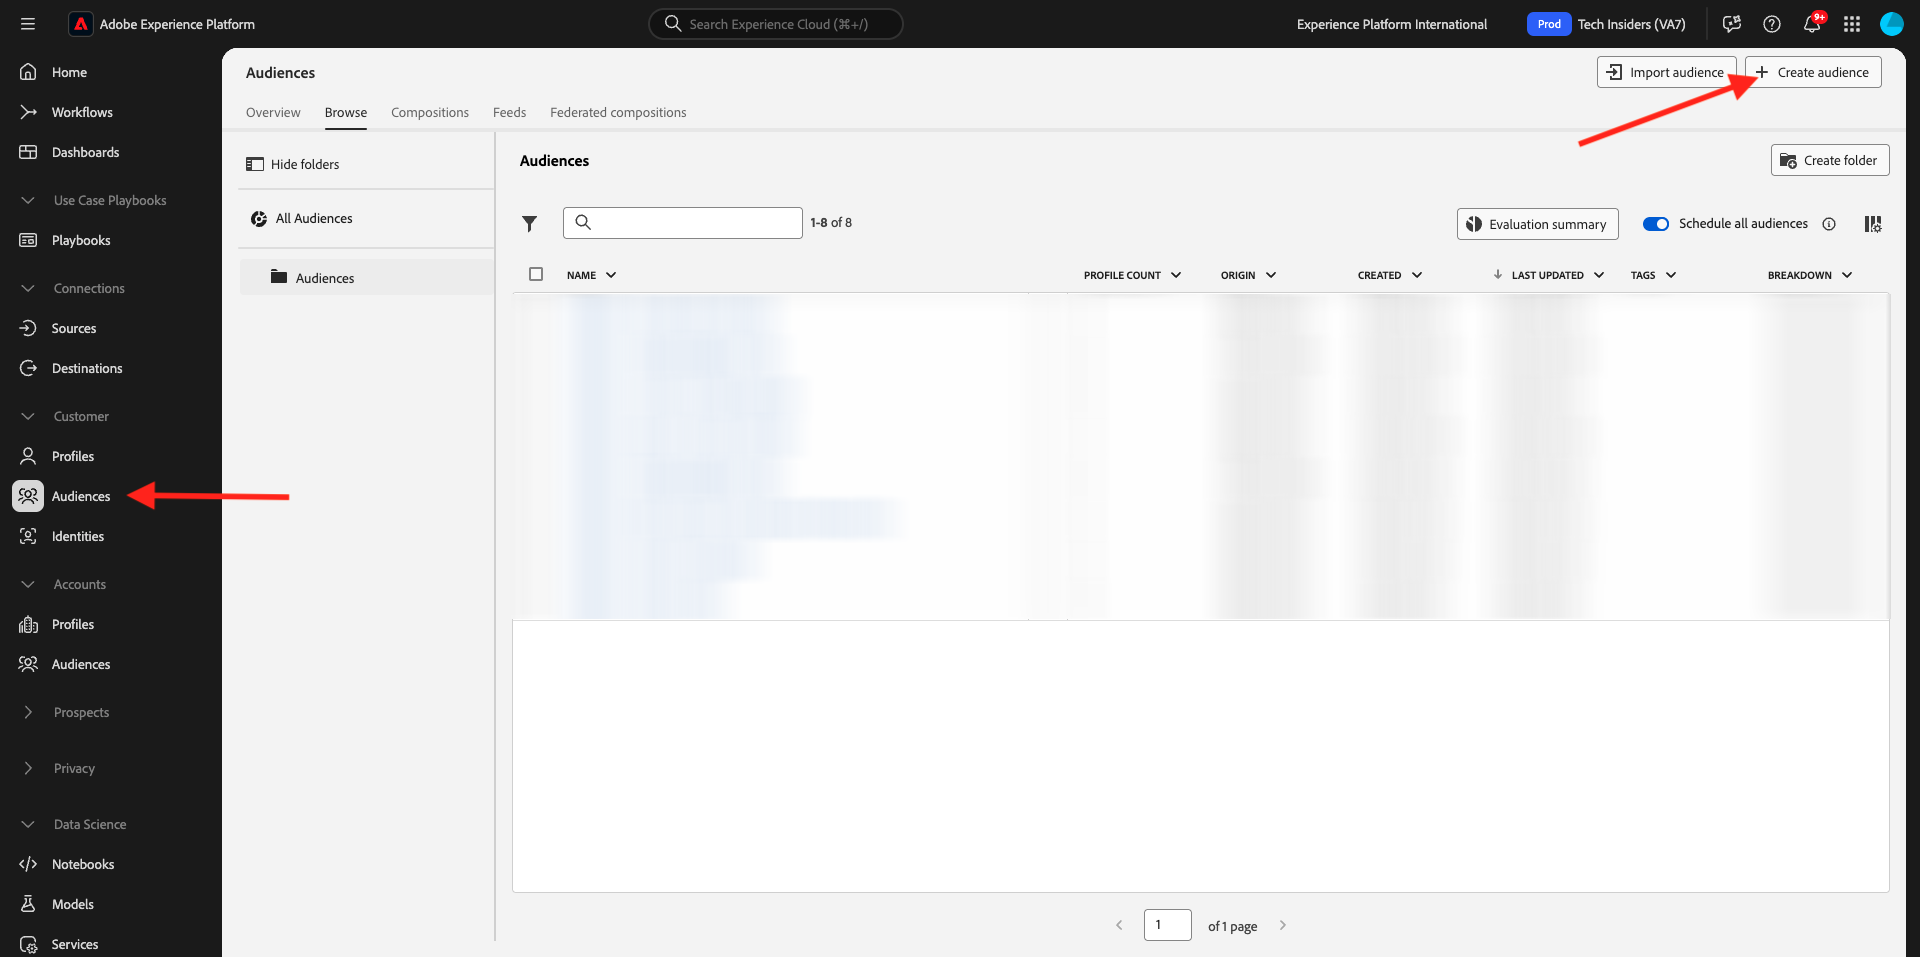 Adobe Experience Platform
Search Experience Cloud (⌘+/)
Experience Platform International
Prod
Tech Insiders (VA7)
9+
Home
Workflows
Dashboards
Use Case Playbooks
Playbooks
Connections
Sources
Destinations
Customer
Profiles
Audiences
Identities
Accounts
Profiles
Audiences
Prospects
Privacy
Data Science
Notebooks
Models
Services
Audiences
Import audience
Create audience
Overview
Browse
Compositions
Feeds
Federated compositions
Hide folders
All Audiences
Audiences
Audiences
Create folder
1-8 of 8
Evaluation summary
Schedule all audiences
NAME
PROFILE COUNT
ORIGIN
CREATED
LAST UPDATED
TAGS
BREAKDOWN
1
of 1 page